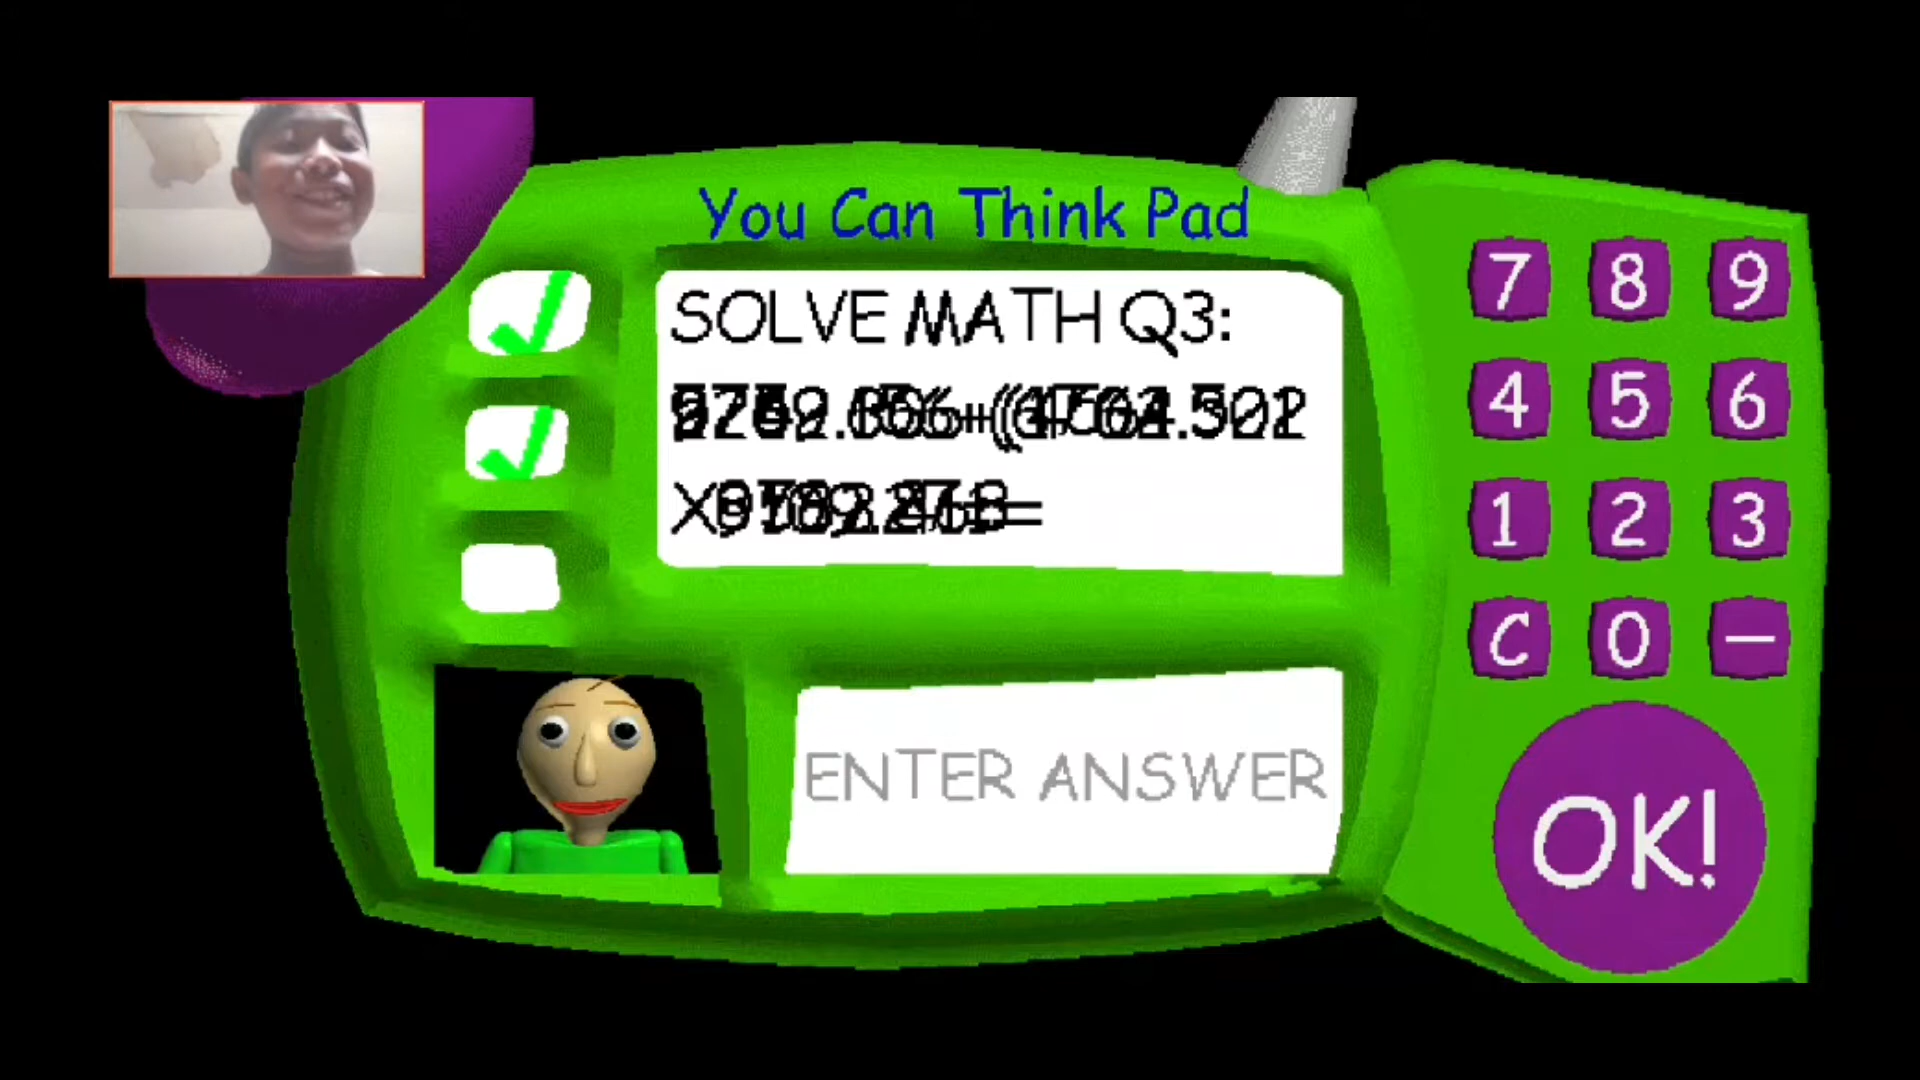 You Can Think Pad
SOLVE MATH Q3:
ENTER ANSWER
7 8 9
4 5 6
1 2 3
C 0 —
OK!